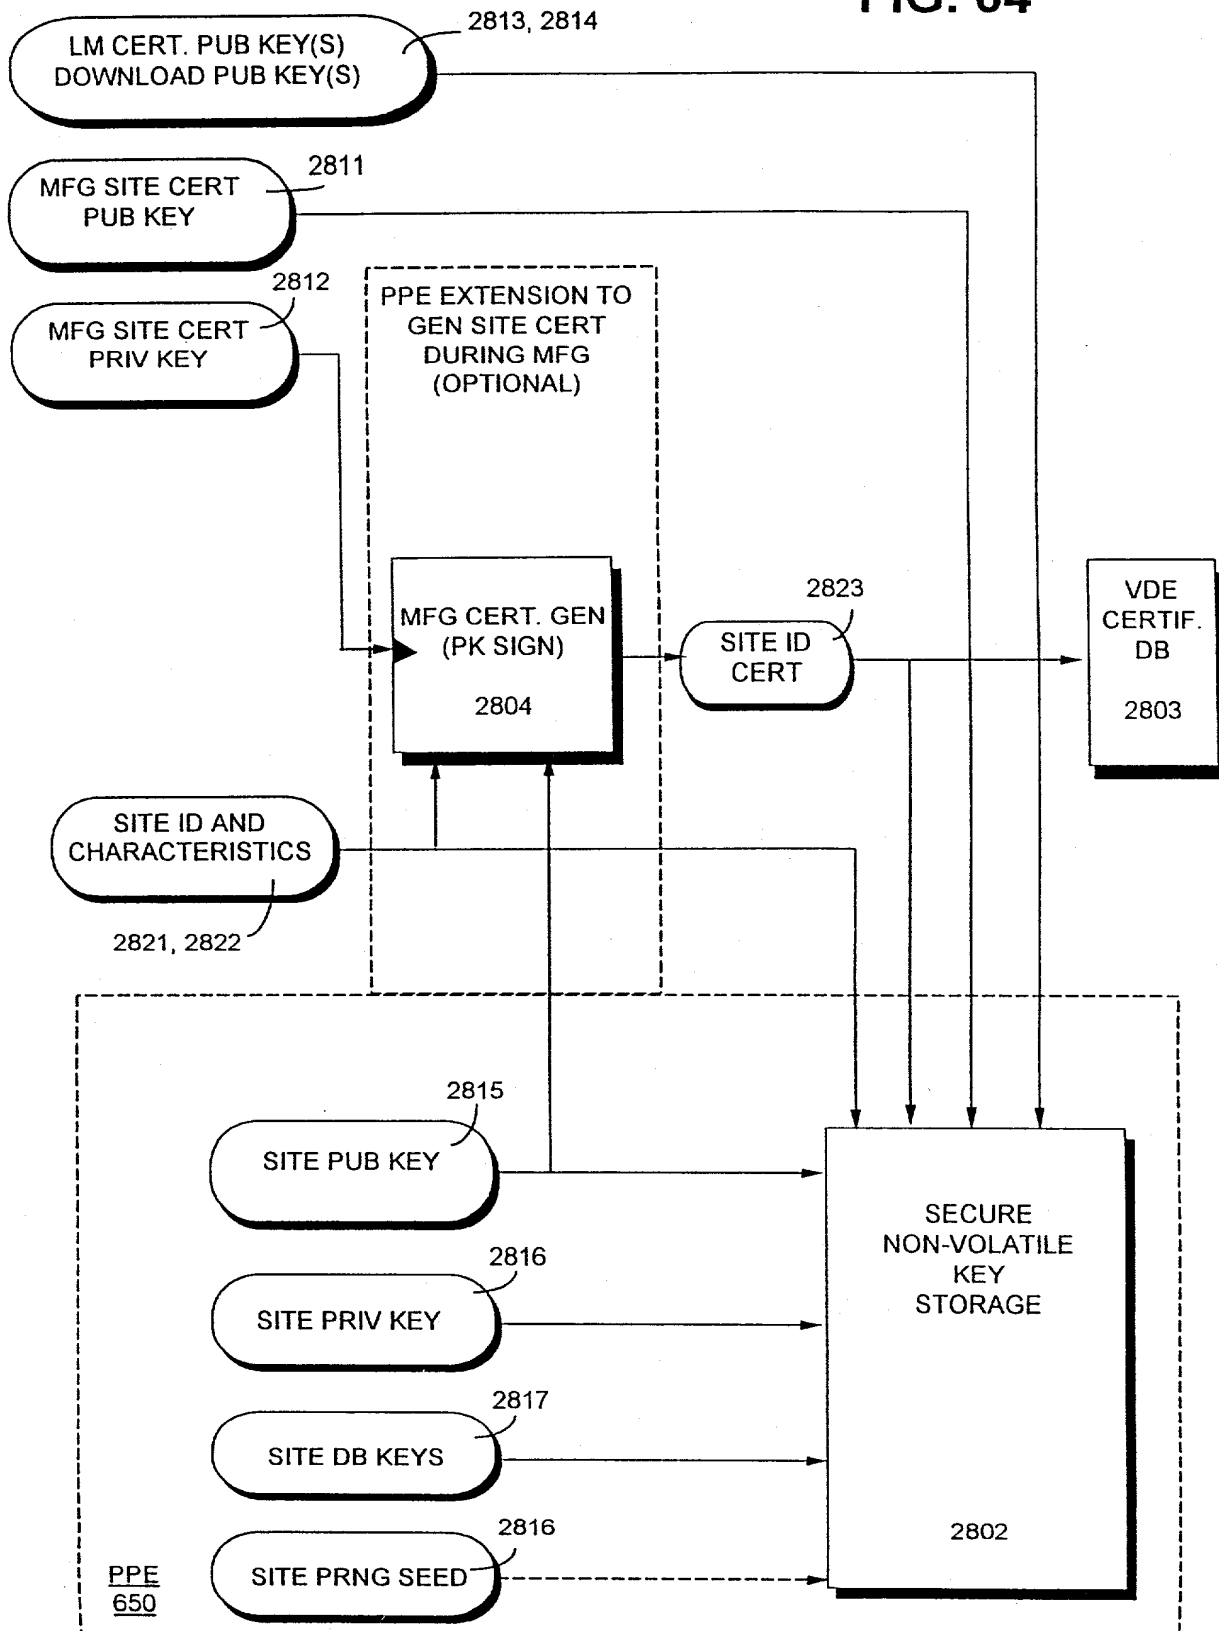 FIG. 64
2813, 2814
LM CERT. PUB KEY(S)
DOWNLOAD PUB KEY(S)
2811
MFG SITE CERT
PUB KEY
2812
MFG SITE CERT
PRIV KEY
PPE EXTENSION TO
GEN SITE CERT
DURING MFG
(OPTIONAL)
MFG CERT. GEN
(PK SIGN)
2804
2823
SITE ID
CERT
VDE
CERTIF.
DB
2803
SITE ID AND
CHARACTERISTICS
2821, 2822
2815
SITE PUB KEY
2816
SITE PRIV KEY
2817
SITE DB KEYS
2816
SITE PRNG SEED
SECURE
NON-VOLATILE
KEY
STORAGE
2802
PPE
650